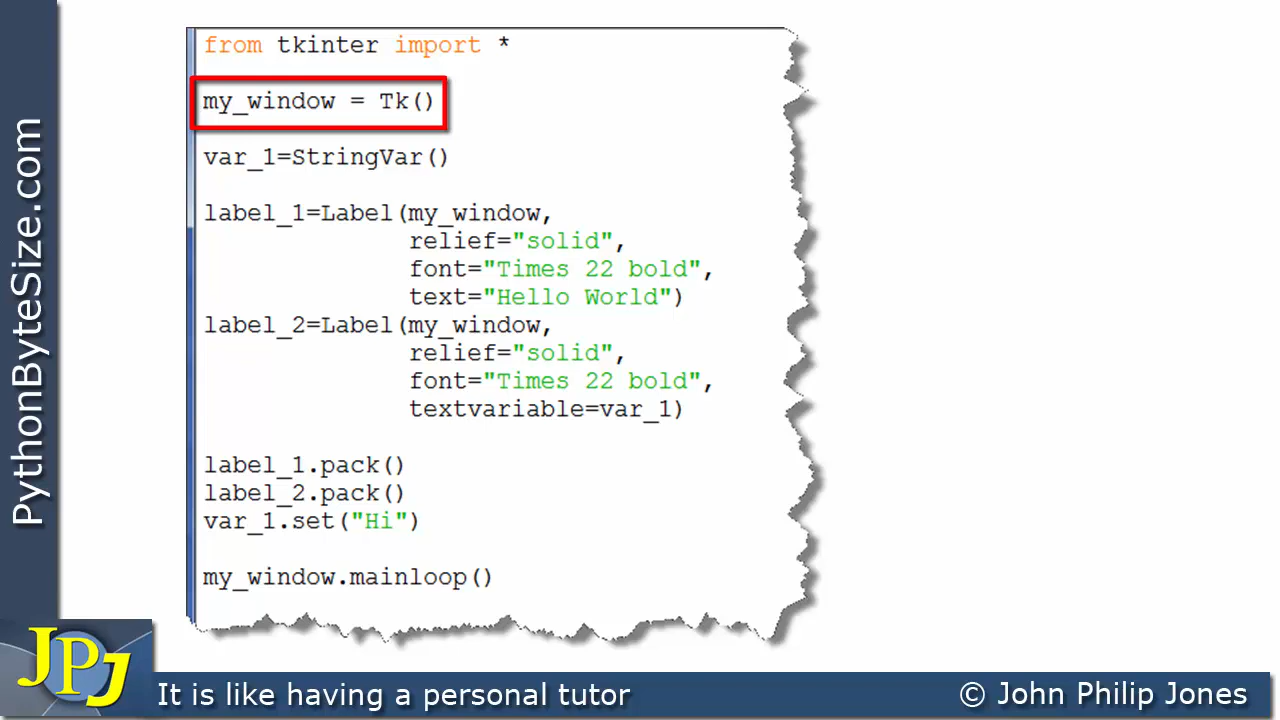 from tkinter import *
my_window = Tk()
var_1=StringVar()
label_1=Label(my_window,
relief="solid",
font="Times 22 bold",
text="Hello World")
label_2=Label(my_window,
relief="solid",
font="Times 22 bold",
textvariable=var_1)
label_1.pack()
label_2.pack()
var_1.set("Hi")
my_window.mainloop()
PythonByteSize.com
JPJ
It is like having a personal tutor
© John Philip Jones